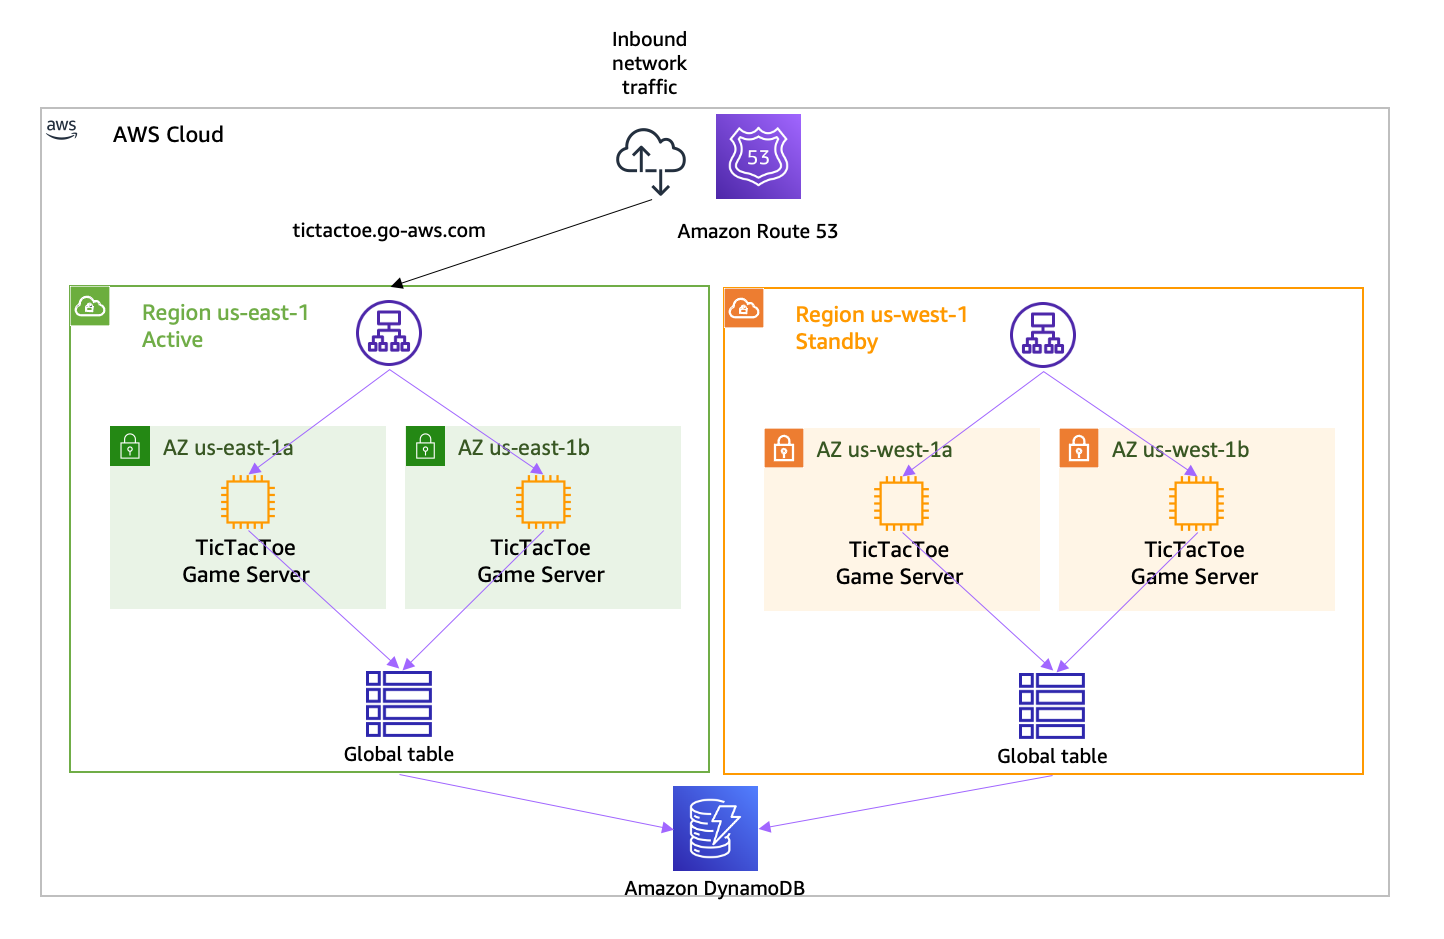 Inbound
network
traffic
aws
AWS Cloud
53
tictactoe.go-aws.com
Amazon Route 53
Region us-east-1
Active
Region us-west-1
Standby
AZ us-east-1a
AZ us-east-1b
AZ us-west-1a
AZ us-west-1b
TicTacToe
Game Server
TicTacToe
Game Server
TicTacToe
Game Server
TicTacToe
Game Server
Global table
Global table
Amazon DynamoDB